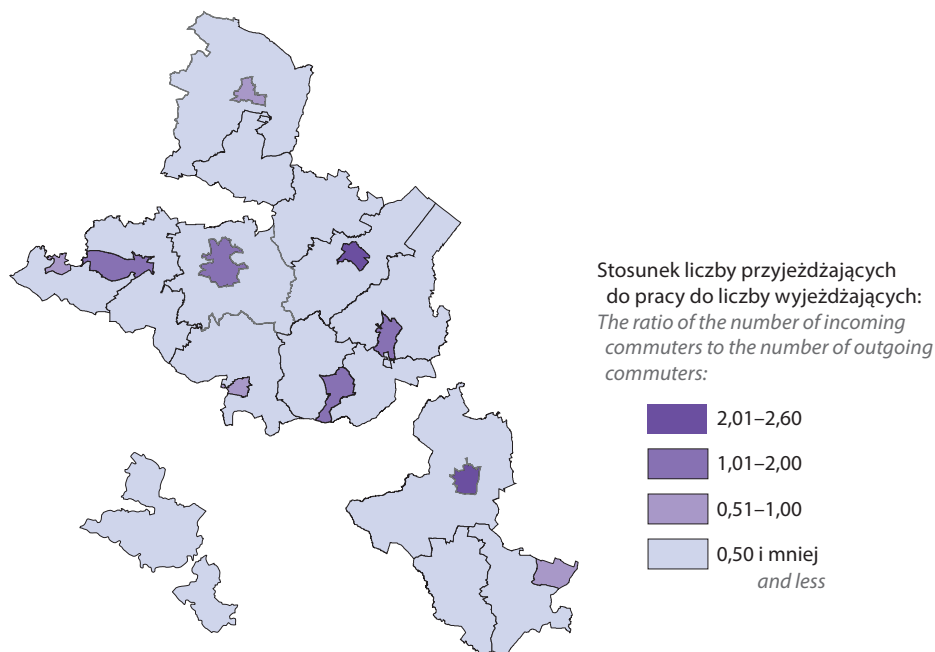 Stosunek liczby przyjeżdżających
do pracy do liczby wyjeżdżających:
The ratio of the number of incoming
commuters to the number of outgoing
commuters:
2,01–2,60
1,01–2,00
0,51–1,00
0,50 i mniej
and less